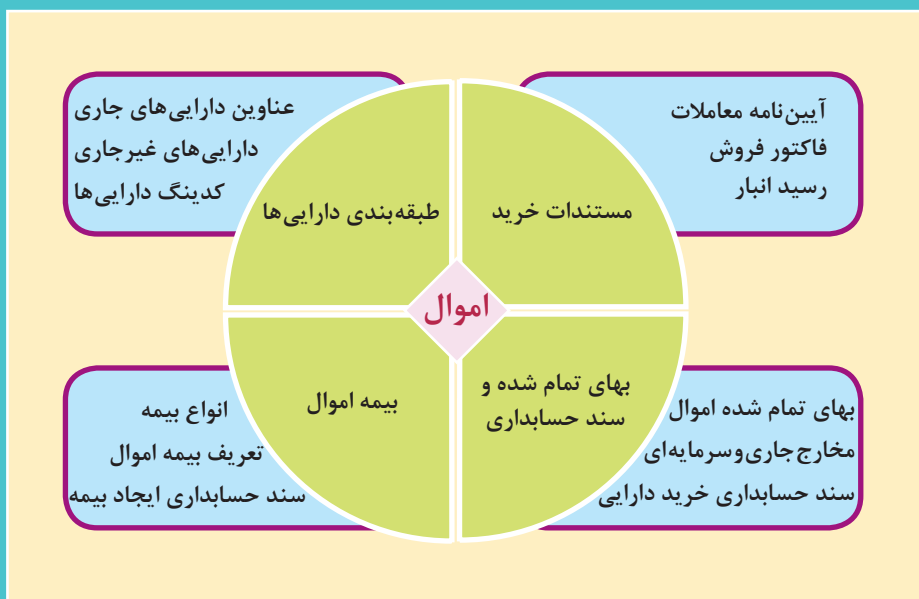 آیین‌نامه معاملات
فاکتور فروش
رسید انبار
مستندات خرید
عناوین دارایی‌های جاری
دارایی‌های غیرجاری
کدینگ دارایی‌ها
طبقه‌بندی دارایی‌ها
اموال
بهای تمام شده و
سند حسابداری
بهای تمام شده اموال
مخارج جاری و سرمایه‌ای
سند حسابداری خرید دارایی
بیمه اموال
انواع بیمه
تعریف بیمه اموال
سند حسابداری ایجاد بیمه